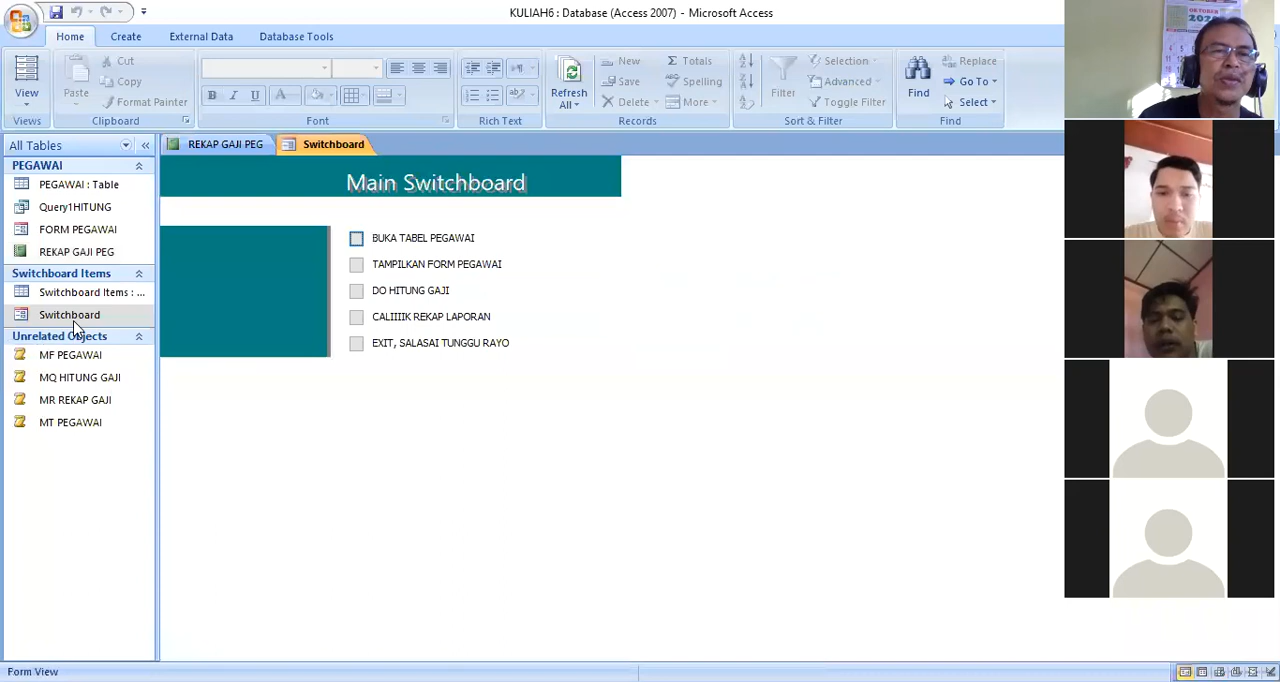 KULIAH6 : Database (Access 2007) - Microsoft Access
Home
Create
External Data
Database Tools
View
Views
Paste
Cut
Copy
Format Painter
Clipboard
B I U A
Font
Rich Text
Refresh All
New
Save
Delete
Totals
Spelling
More
Records
Filter
Selection
Advanced
Toggle Filter
Sort & Filter
Find
Replace
Go To
Select
Find
OKTOBER
All Tables
PEGAWAI
PEGAWAI : Table
Query1HITUNG
FORM PEGAWAI
REKAP GAJI PEG
Switchboard Items
Switchboard Items : ...
Switchboard
Unrelated Objects
MF PEGAWAI
MQ HITUNG GAJI
MR REKAP GAJI
MT PEGAWAI
REKAP GAJI PEG
Switchboard
Main Switchboard
BUKA TABEL PEGAWAI
TAMPILKAN FORM PEGAWAI
DO HITUNG GAJI
CALIIIIK REKAP LAPORAN
EXIT, SALASAI TUNGGU RAYO
Form View